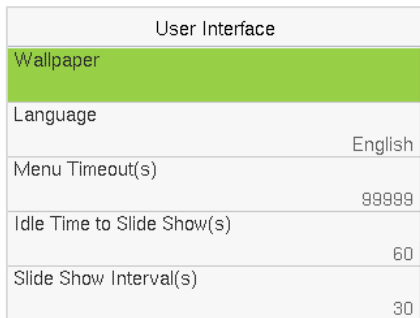 User Interface
Wallpaper
Language
English
Menu Timeout(s)
99999
Idle Time to Slide Show(s)
60
Slide Show Interval(s)
30